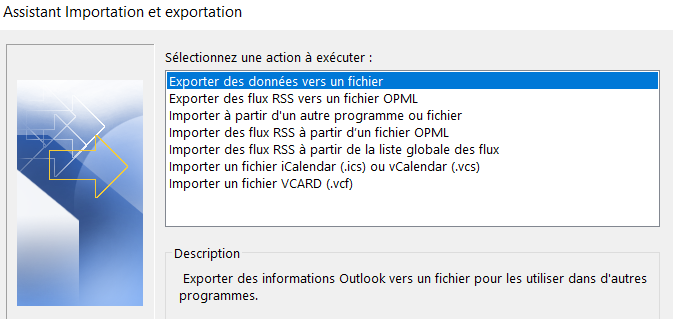 Assistant Importation et exportation
Sélectionnez une action à exécuter :
Exporter des données vers un fichier
Exporter des flux RSS vers un fichier OPML
Importer à partir d'un autre programme ou fichier
Importer des flux RSS à partir d'un fichier OPML
Importer des flux RSS à partir de la liste globale des flux
Importer un fichier iCalendar (.ics) ou vCalendar (.vcs)
Importer un fichier VCARD (.vcf)
Description
Exporter des informations Outlook vers un fichier pour les utiliser dans d'autres
programmes.